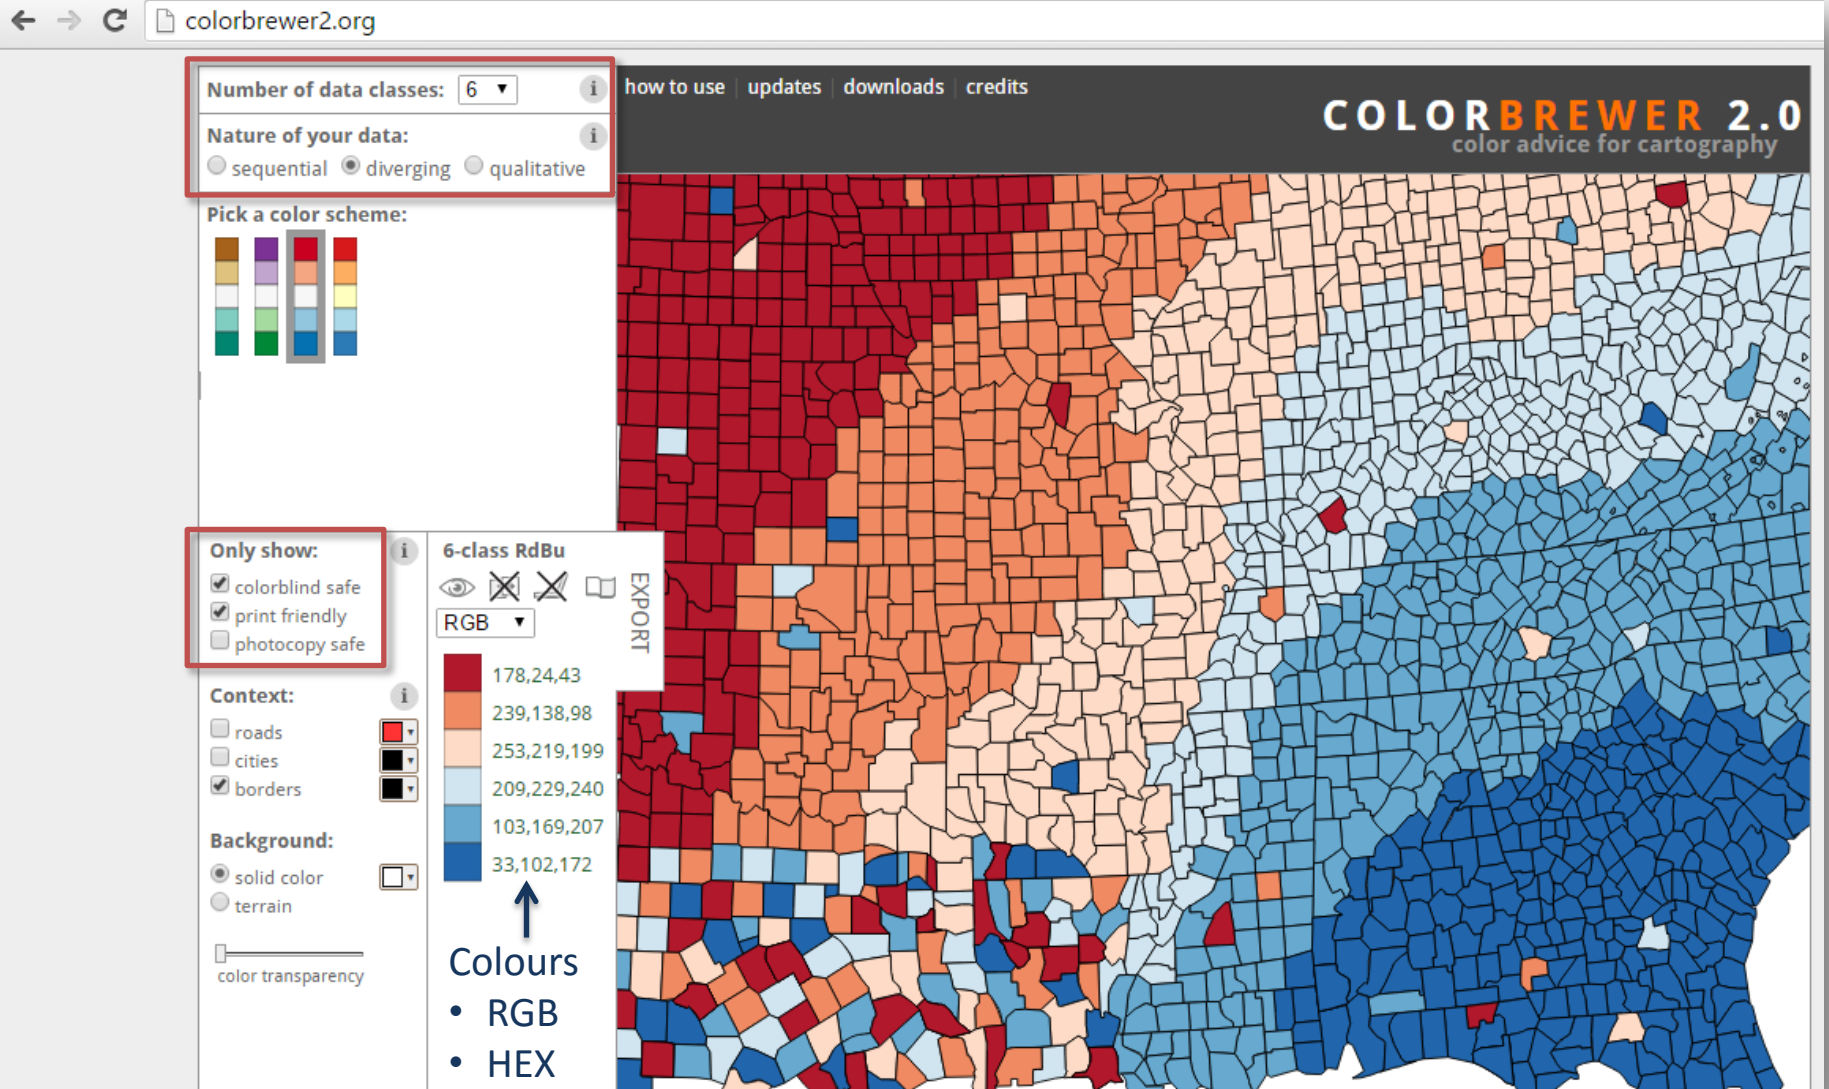 colorbrewer2.org
Number of data classes: 6
i
how to use | updates | downloads | credits
Nature of your data:
i
sequential diverging qualitative
COLORBREWER 2.0
color advice for cartography
Pick a color scheme:
Only show:
i
colorblind safe
print friendly
photocopy safe
Context:
i
roads
cities
borders
Background:
solid color
terrain
color transparency
6-class RdBu
EXPORT
RGB
178,24,43
239,138,98
253,219,199
209,229,240
103,169,207
33,102,172
Colours
• RGB
• HEX